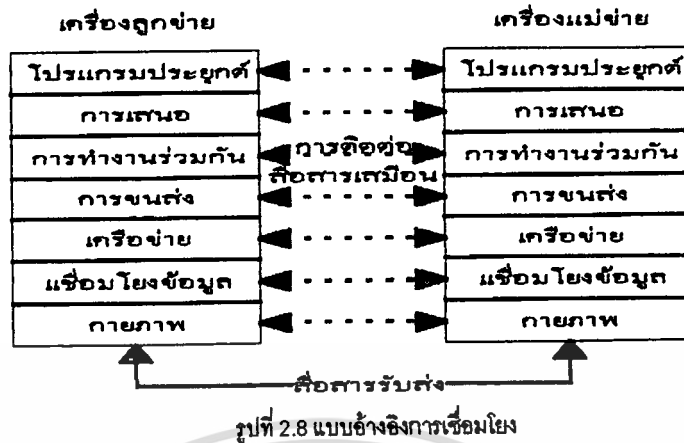 เครื่องลูกข่าย เครื่องแม่ข่าย
โปรแกรมประยุกต์ โปรแกรมประยุกต์
การเสนอ การเสนอ
การทำงานร่วมกัน การติอต่อ การทำงานร่วมกัน
สื่อสารเสมือน
การขนส่ง การขนส่ง
เครือข่าย เครือข่าย
แชื่อมโยงข้อมูล แชื่อมโยงข้อมูล
กายภาพ กายภาพ
สื่อสารรับส่ง
รูปที่ 2.8 แบบอ้างอิงการเชื่อมโยง